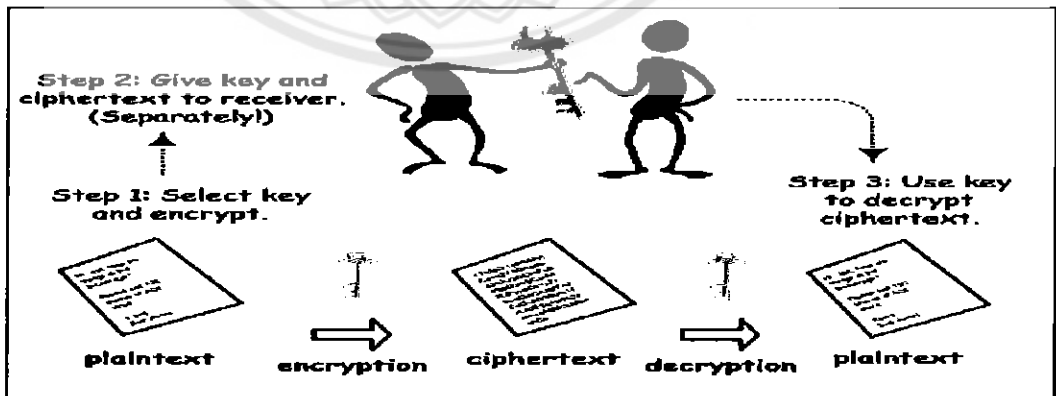 Step 2: Give key and
ciphertext to receiver.
(Separately!)
Step 1: Select key
and encrypt.
Step 3: Use key
to decrypt
ciphertext.
plaintext
encryption
ciphertext
decryption
plaintext